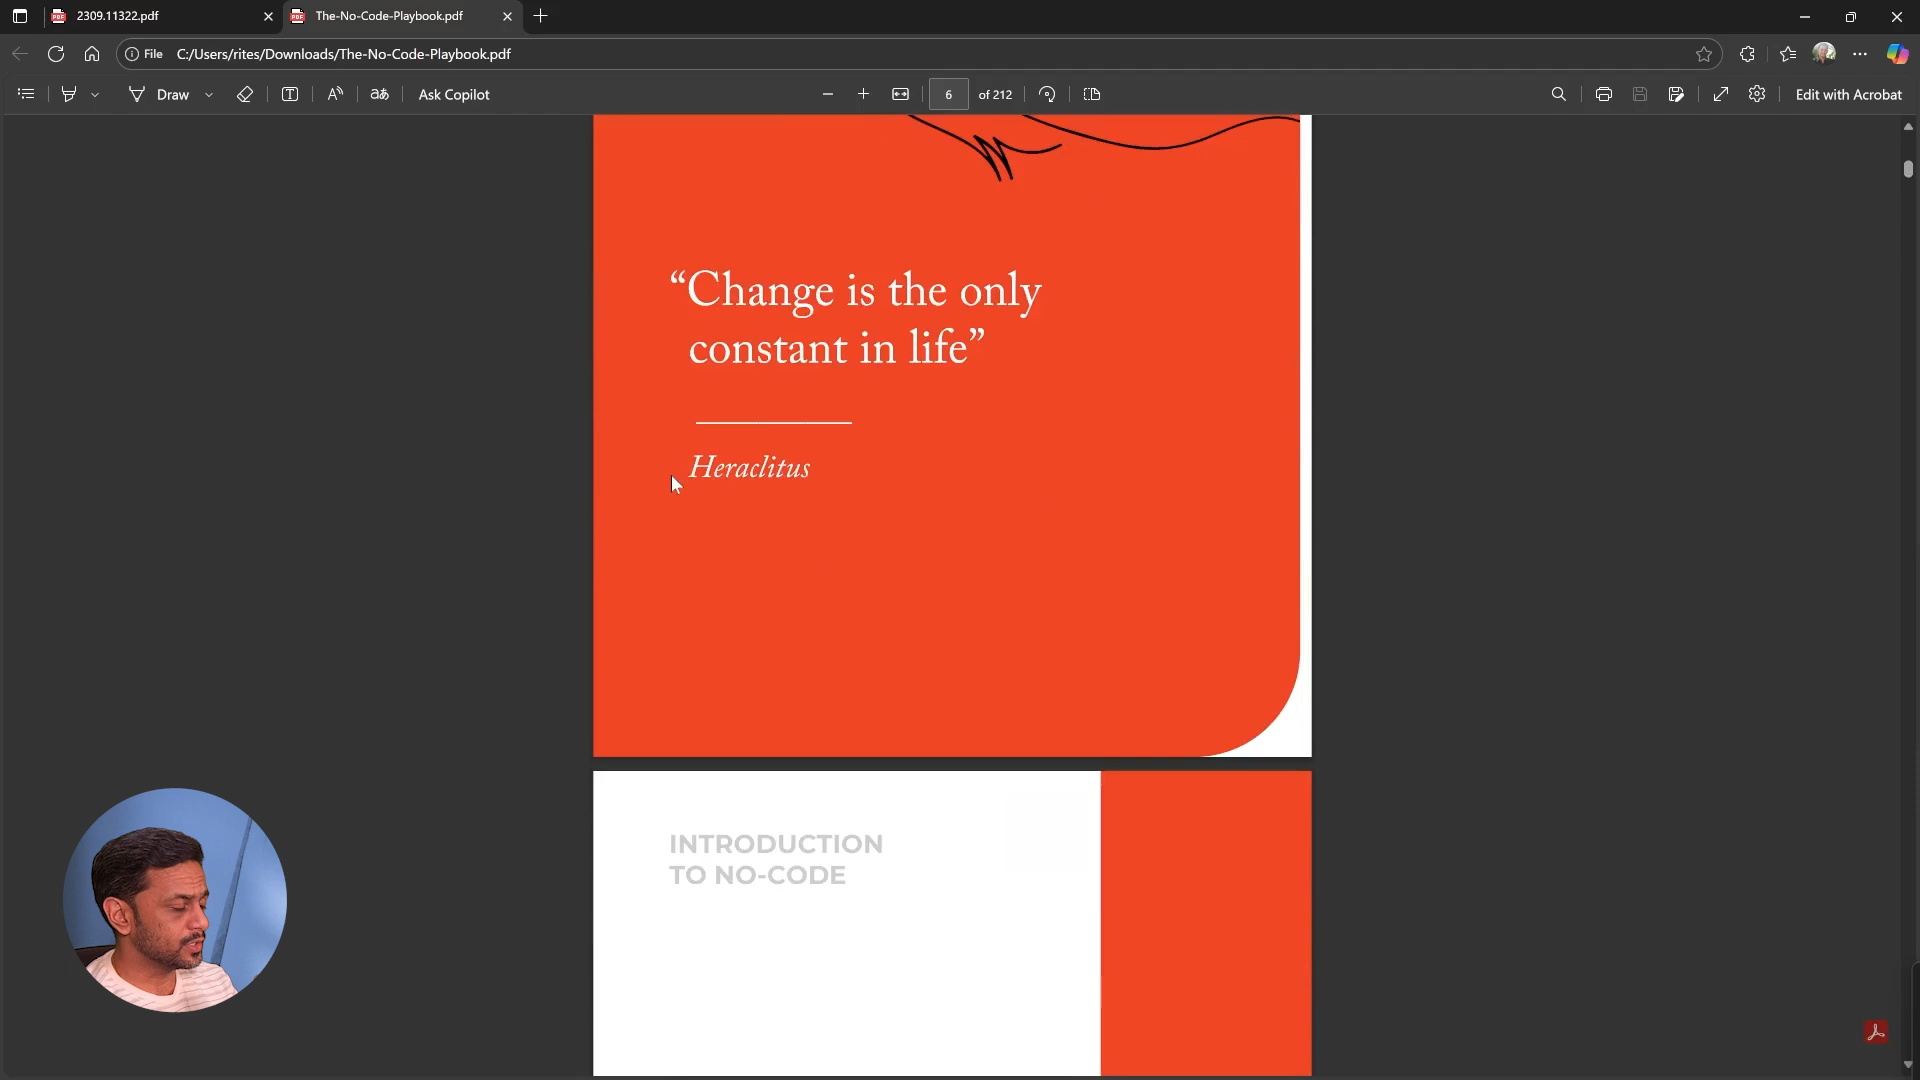 2309.11322.pdf
The-No-Code-Playbook.pdf
File
C:/Users/rites/Downloads/The-No-Code-Playbook.pdf
Draw
aあ
Ask Copilot
6
of 212
Edit with Acrobat
“Change is the only
constant in life”
Heraclitus
INTRODUCTION
TO NO-CODE